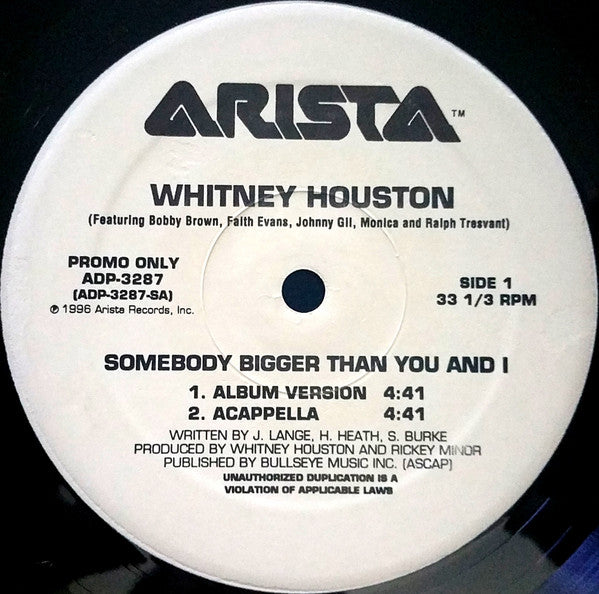 ARISTA™
WHITNEY HOUSTON
(Featuring Bobby Brown, Faith Evans, Johnny Gil, Monica and Ralph Tresvant)
PROMO ONLY
ADP-3287
(ADP-3287-SA)
℗ 1996 Arista Records, Inc.
SIDE 1
33 1/3 RPM
SOMEBODY BIGGER THAN YOU AND I
1. ALBUM VERSION 4:41
2. ACAPPELLA 4:41
WRITTEN BY J. LANGE, H. HEATH, S. BURKE
PRODUCED BY WHITNEY HOUSTON AND RICKEY MINOR
PUBLISHED BY BULLSEYE MUSIC INC. (ASCAP)
UNAUTHORIZED DUPLICATION IS A
VIOLATION OF APPLICABLE LAWS